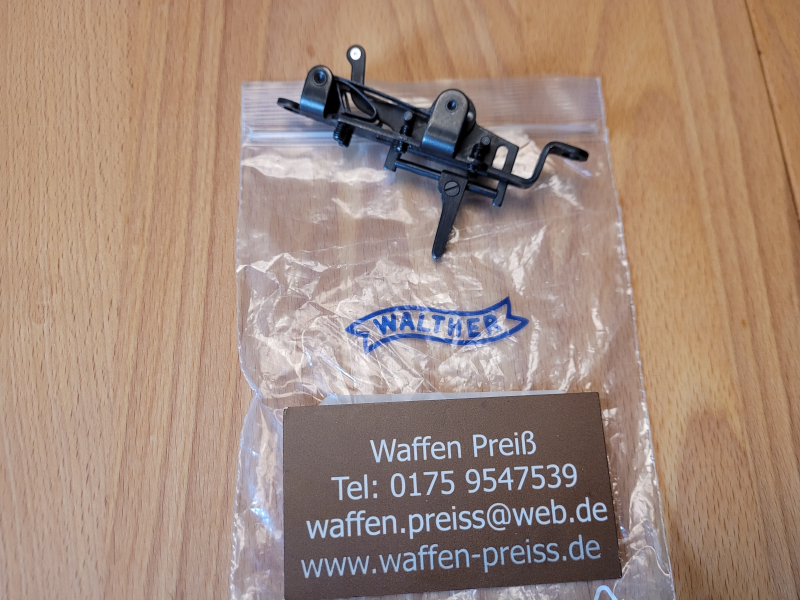 WALTHER
Waffen Preiß
Tel: 0175 9547539
waffen.preiss@web.de
www.waffen-preiss.de